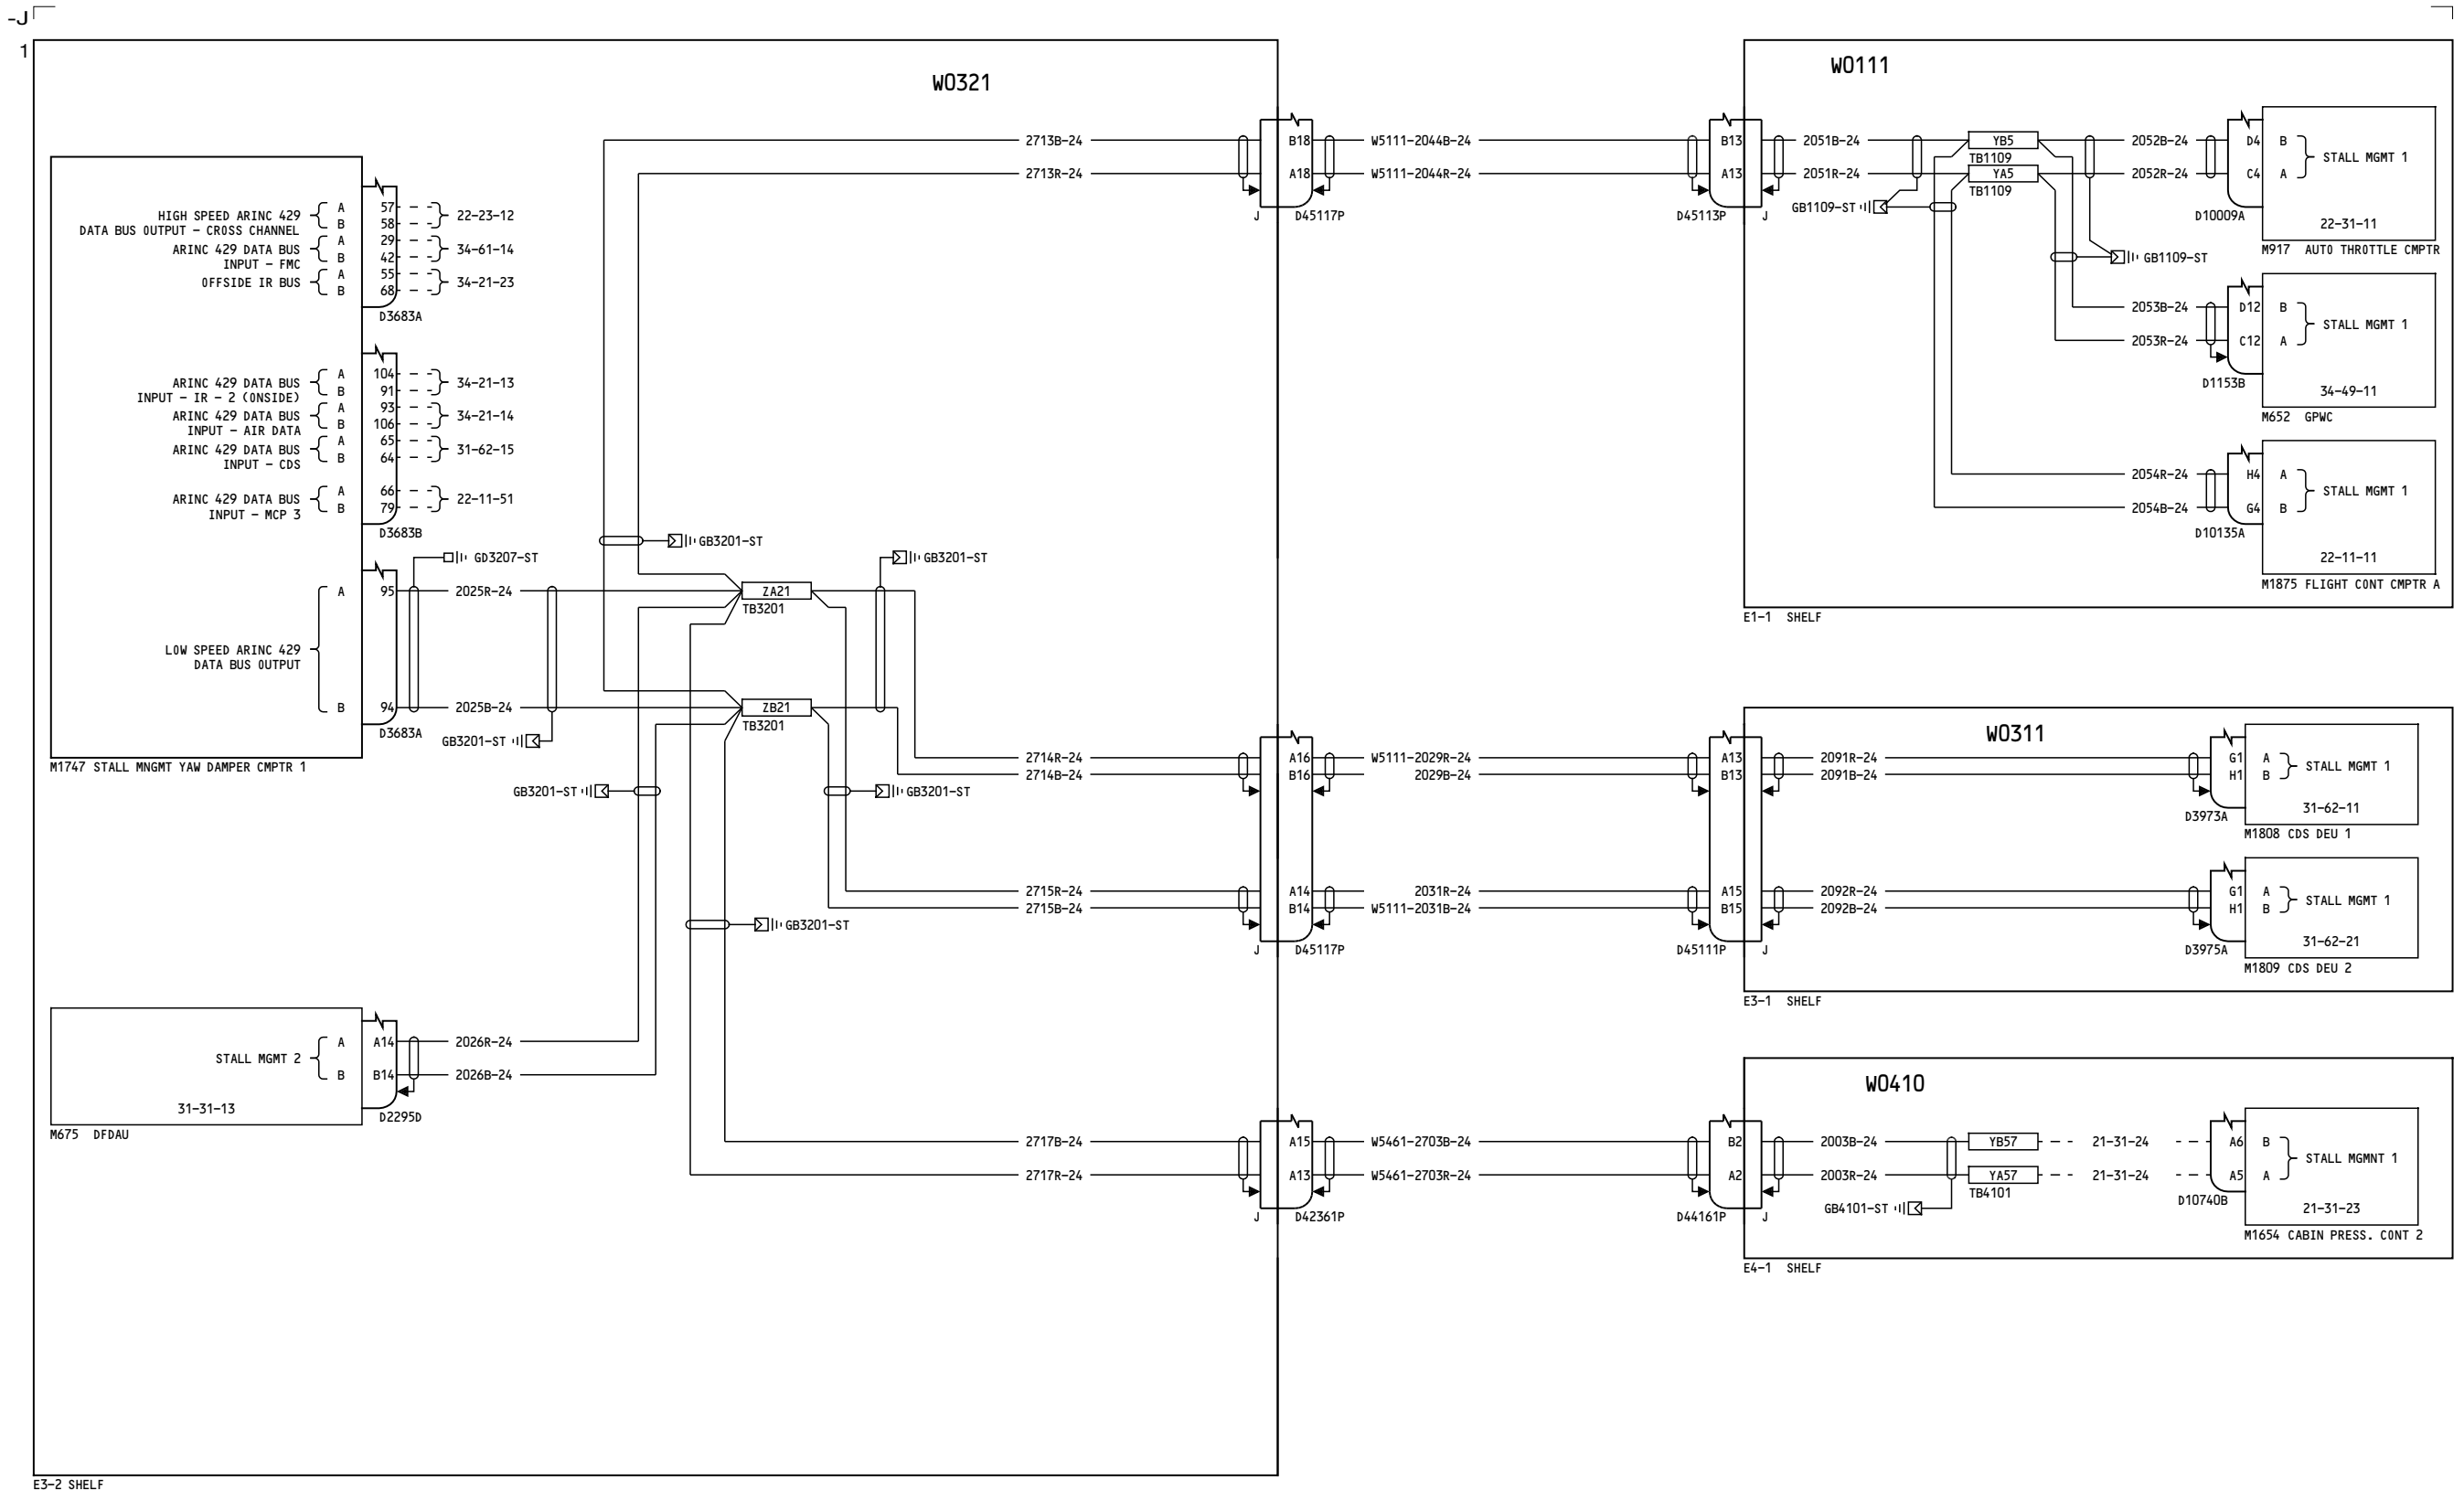 -J
1
W0321
M1747 STALL MNGMT YAW DAMPER CMPTR 1
HIGH SPEED ARINC 429
DATA BUS OUTPUT - CROSS CHANNEL
A 57
B 58
22-23-12
ARINC 429 DATA BUS
INPUT - FMC
A 29
B 42
34-61-14
OFFSIDE IR BUS
A 55
B 68
34-21-23
D3683A
ARINC 429 DATA BUS
INPUT - IR - 2 (ONSIDE)
A 104
B 91
34-21-13
ARINC 429 DATA BUS
INPUT - AIR DATA
A 93
B 106
34-21-14
ARINC 429 DATA BUS
INPUT - CDS
A 65
B 64
31-62-15
ARINC 429 DATA BUS
INPUT - MCP 3
A 66
B 79
22-11-51
D3683B
GD3207-ST
LOW SPEED ARINC 429
DATA BUS OUTPUT
A 95 2025R-24
B 94 2025B-24
D3683A
GB3201-ST
GB3201-ST
GB3201-ST
ZA21
TB3201
ZB21
TB3201
GB3201-ST
GB3201-ST
GB3201-ST
STALL MGMT 2
A A14 2026R-24
B B14 2026B-24
31-31-13
D2295D
M675 DFDAU
E3-2 SHELF
2713B-24 B18 W5111-2044B-24 B13 2051B-24 YB5 2052B-24 D4 B
TB1109
2713R-24 A18 W5111-2044R-24 A13 2051R-24 YA5 2052R-24 C4 A
TB1109
J D45117P D45113P J
W0111
STALL MGMT 1
GB1109-ST
D10009A
22-31-11
M917 AUTO THROTTLE CMPTR
GB1109-ST
2053B-24 D12 B
2053R-24 C12 A
STALL MGMT 1
D1153B
34-49-11
M652 GPWC
2054R-24 H4 A
2054B-24 G4 B
STALL MGMT 1
D10135A
22-11-11
M1875 FLIGHT CONT CMPTR A
E1-1 SHELF
W0311
2714R-24 A16 W5111-2029R-24 A13 2091R-24 G1 A
2714B-24 B16 2029B-24 B13 2091B-24 H1 B
STALL MGMT 1
31-62-11
D3973A
M1808 CDS DEU 1
2715R-24 A14 2031R-24 A15 2092R-24 G1 A
2715B-24 B14 W5111-2031B-24 B15 2092B-24 H1 B
STALL MGMT 1
31-62-21
J D45117P D45111P J D3975A
M1809 CDS DEU 2
E3-1 SHELF
W0410
2717B-24 A15 W5461-2703B-24 B2 2003B-24 YB57 21-31-24 A6 B
2717R-24 A13 W5461-2703R-24 A2 2003R-24 YA57 21-31-24 A5 A
STALL MGMNT 1
TB4101
GB4101-ST
D10740B
21-31-23
J D42361P D44161P J
M1654 CABIN PRESS. CONT 2
E4-1 SHELF